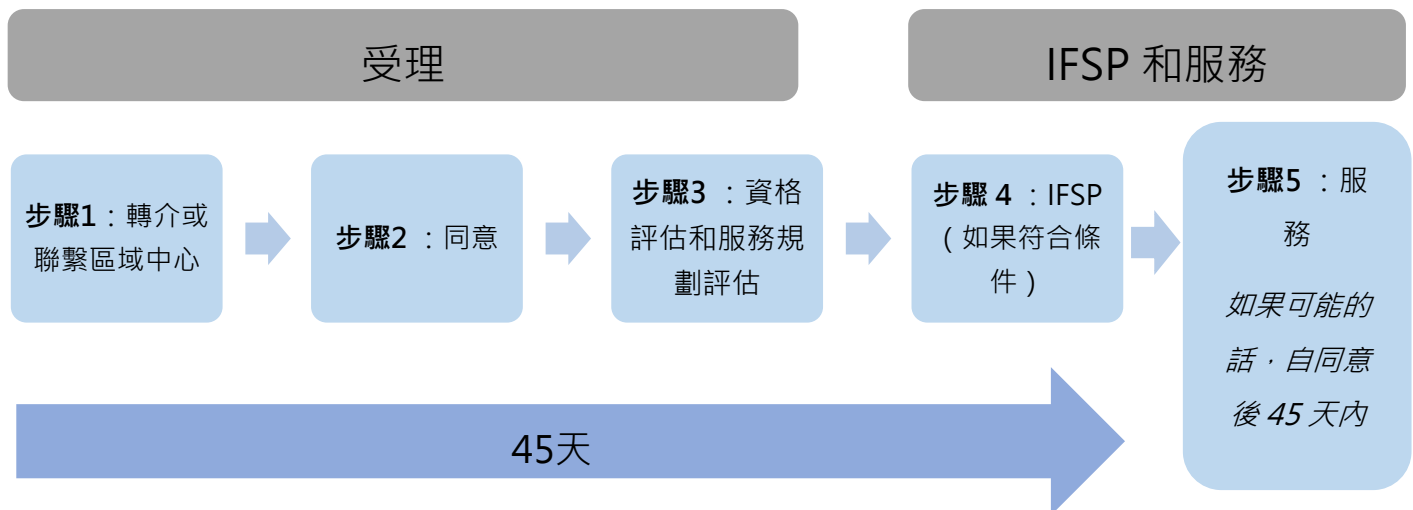 受理
IFSP 和服務
步驟1：轉介或
聯繫區域中心
步驟2 ：同意
步驟3 ：資格
評估和服務規
劃評估
步驟 4 ：IFSP
（如果符合條
件）
步驟5 ：服
務
如果可能的
話，自同意
後 45 天內
45天